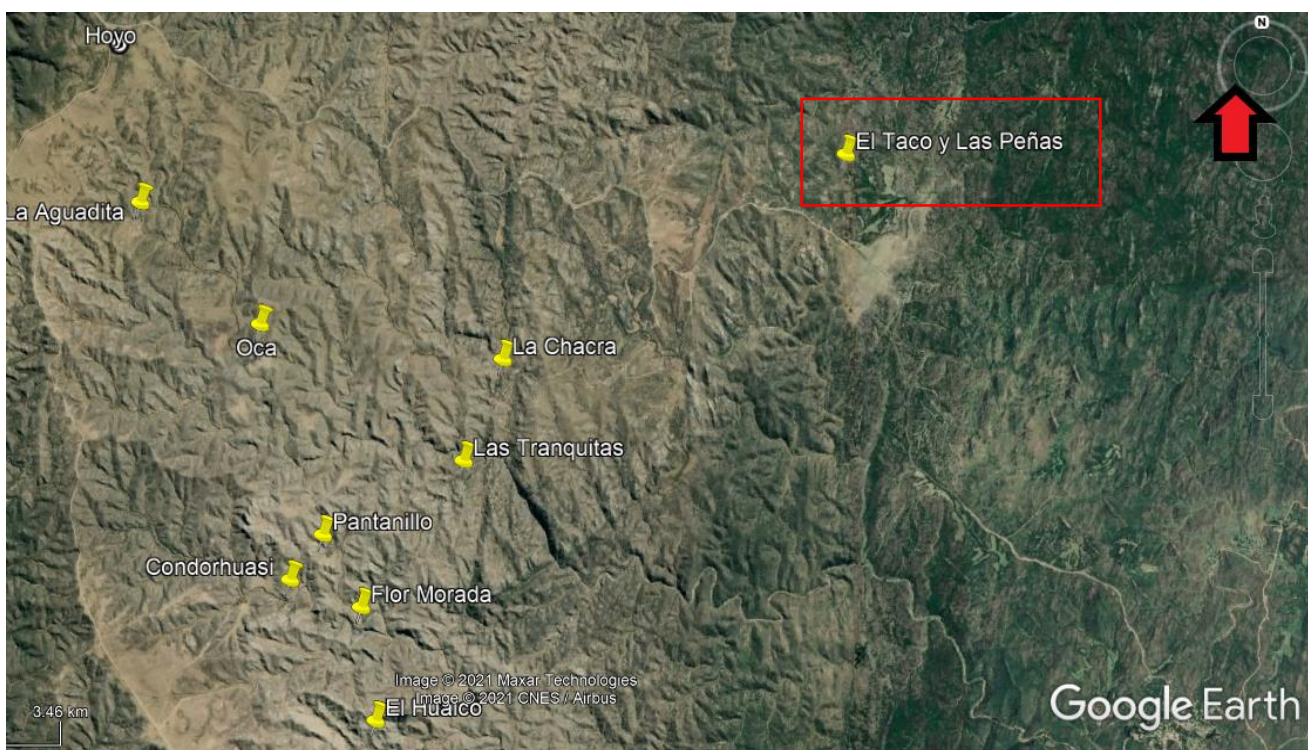 Hoyo
N
El Taco y Las Peñas
La Aguadita
Oca
La Chacra
Las Tranquitas
Pantanillo
Condorhuasi
Flor Morada
Image © 2021 Maxar Technologies
Image © 2021 CNES / Airbus
El Hualco
3.46 km
Google Earth